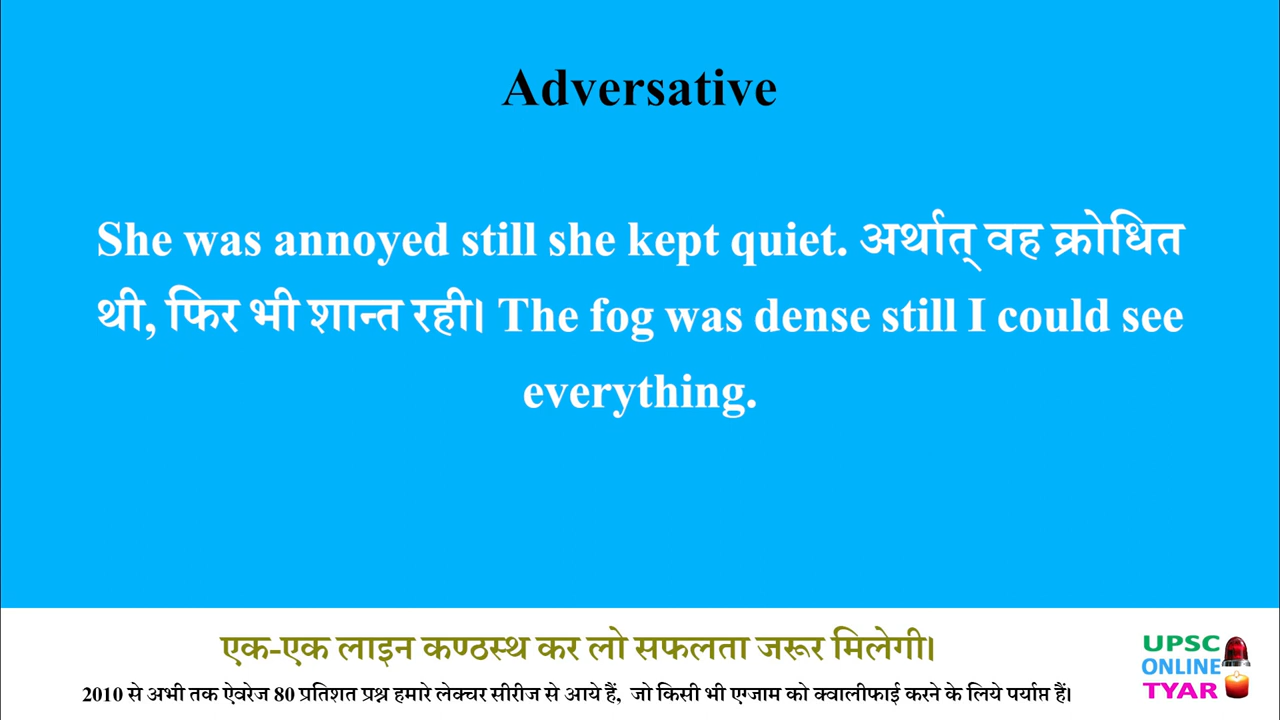 Adversative
She was annoyed still she kept quiet. अर्थात् वह क्रोधित
थी, फिर भी शान्त रही। The fog was dense still I could see
everything.
एक-एक लाइन कण्ठस्थ कर लो सफलता जरूर मिलेगी।
2010 से अभी तक ऐवरेज 80 प्रतिशत प्रश्न हमारे लेक्चर सीरीज से आये हैं, जो किसी भी एग्जाम को क्वालीफाई करने के लिये पर्याप्त हैं।
UPSC
ONLINE
TYAR